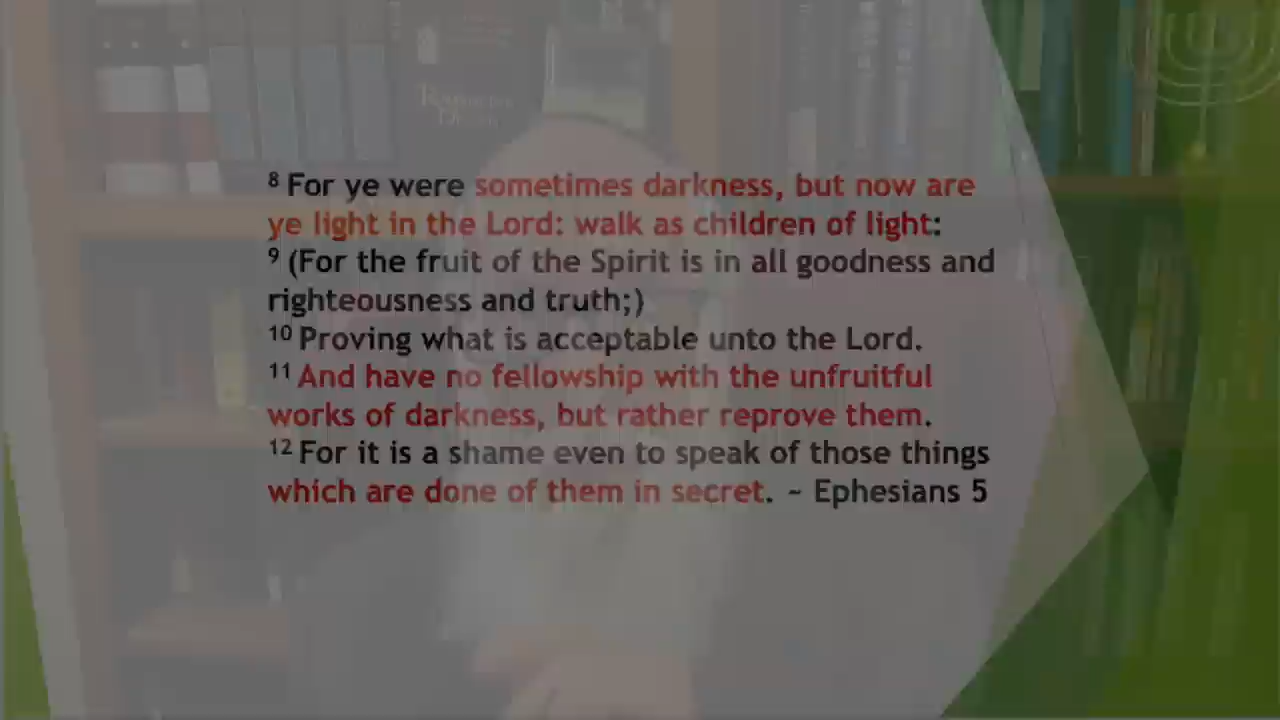 ⁸ For ye were sometimes darkness, but now are
ye light in the Lord: walk as children of light:
⁹ (For the fruit of the Spirit is in all goodness and
righteousness and truth;)
¹⁰ Proving what is acceptable unto the Lord.
¹¹ And have no fellowship with the unfruitful
works of darkness, but rather reprove them.
¹² For it is a shame even to speak of those things
which are done of them in secret. ~ Ephesians 5